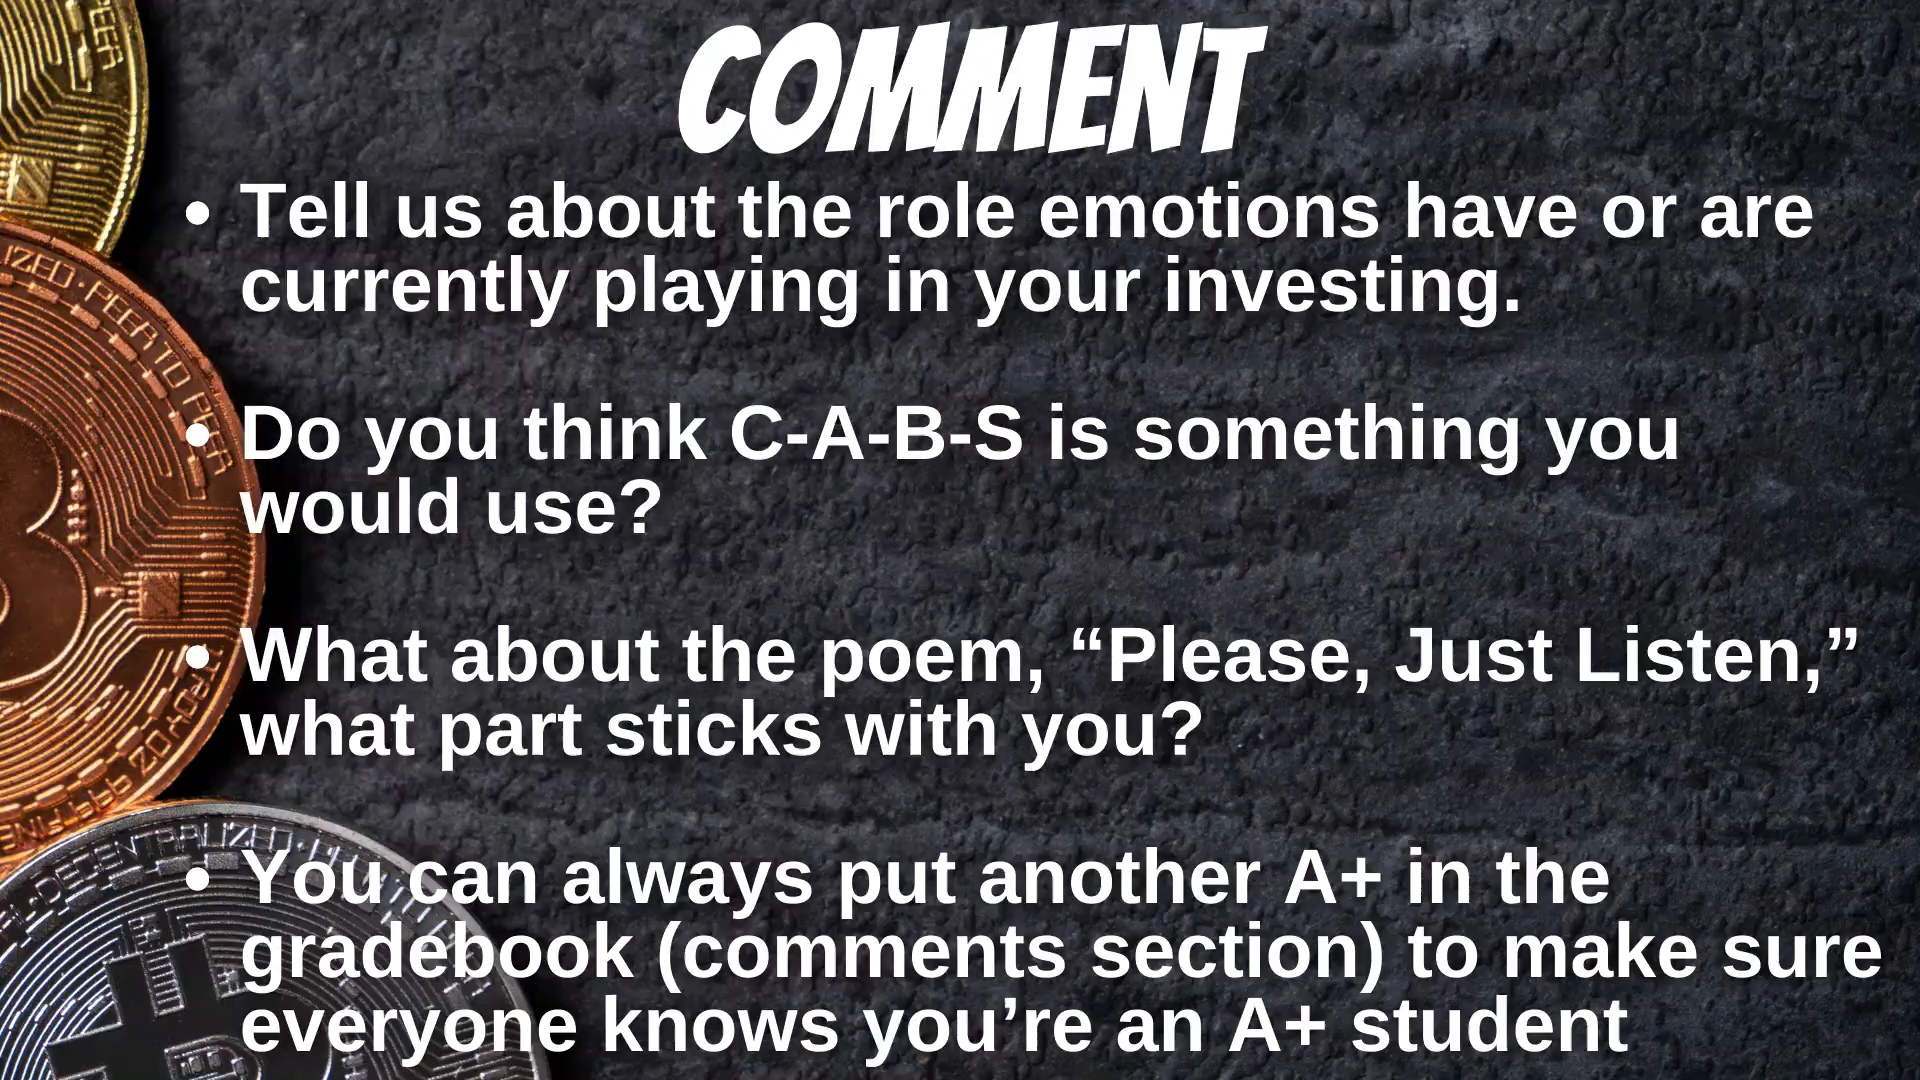 COMMENT
• Tell us about the role emotions have or are
currently playing in your investing.
• Do you think C-A-B-S is something you
would use?
• What about the poem, “Please, Just Listen,”
what part sticks with you?
• You can always put another A+ in the
gradebook (comments section) to make sure
everyone knows you’re an A+ student